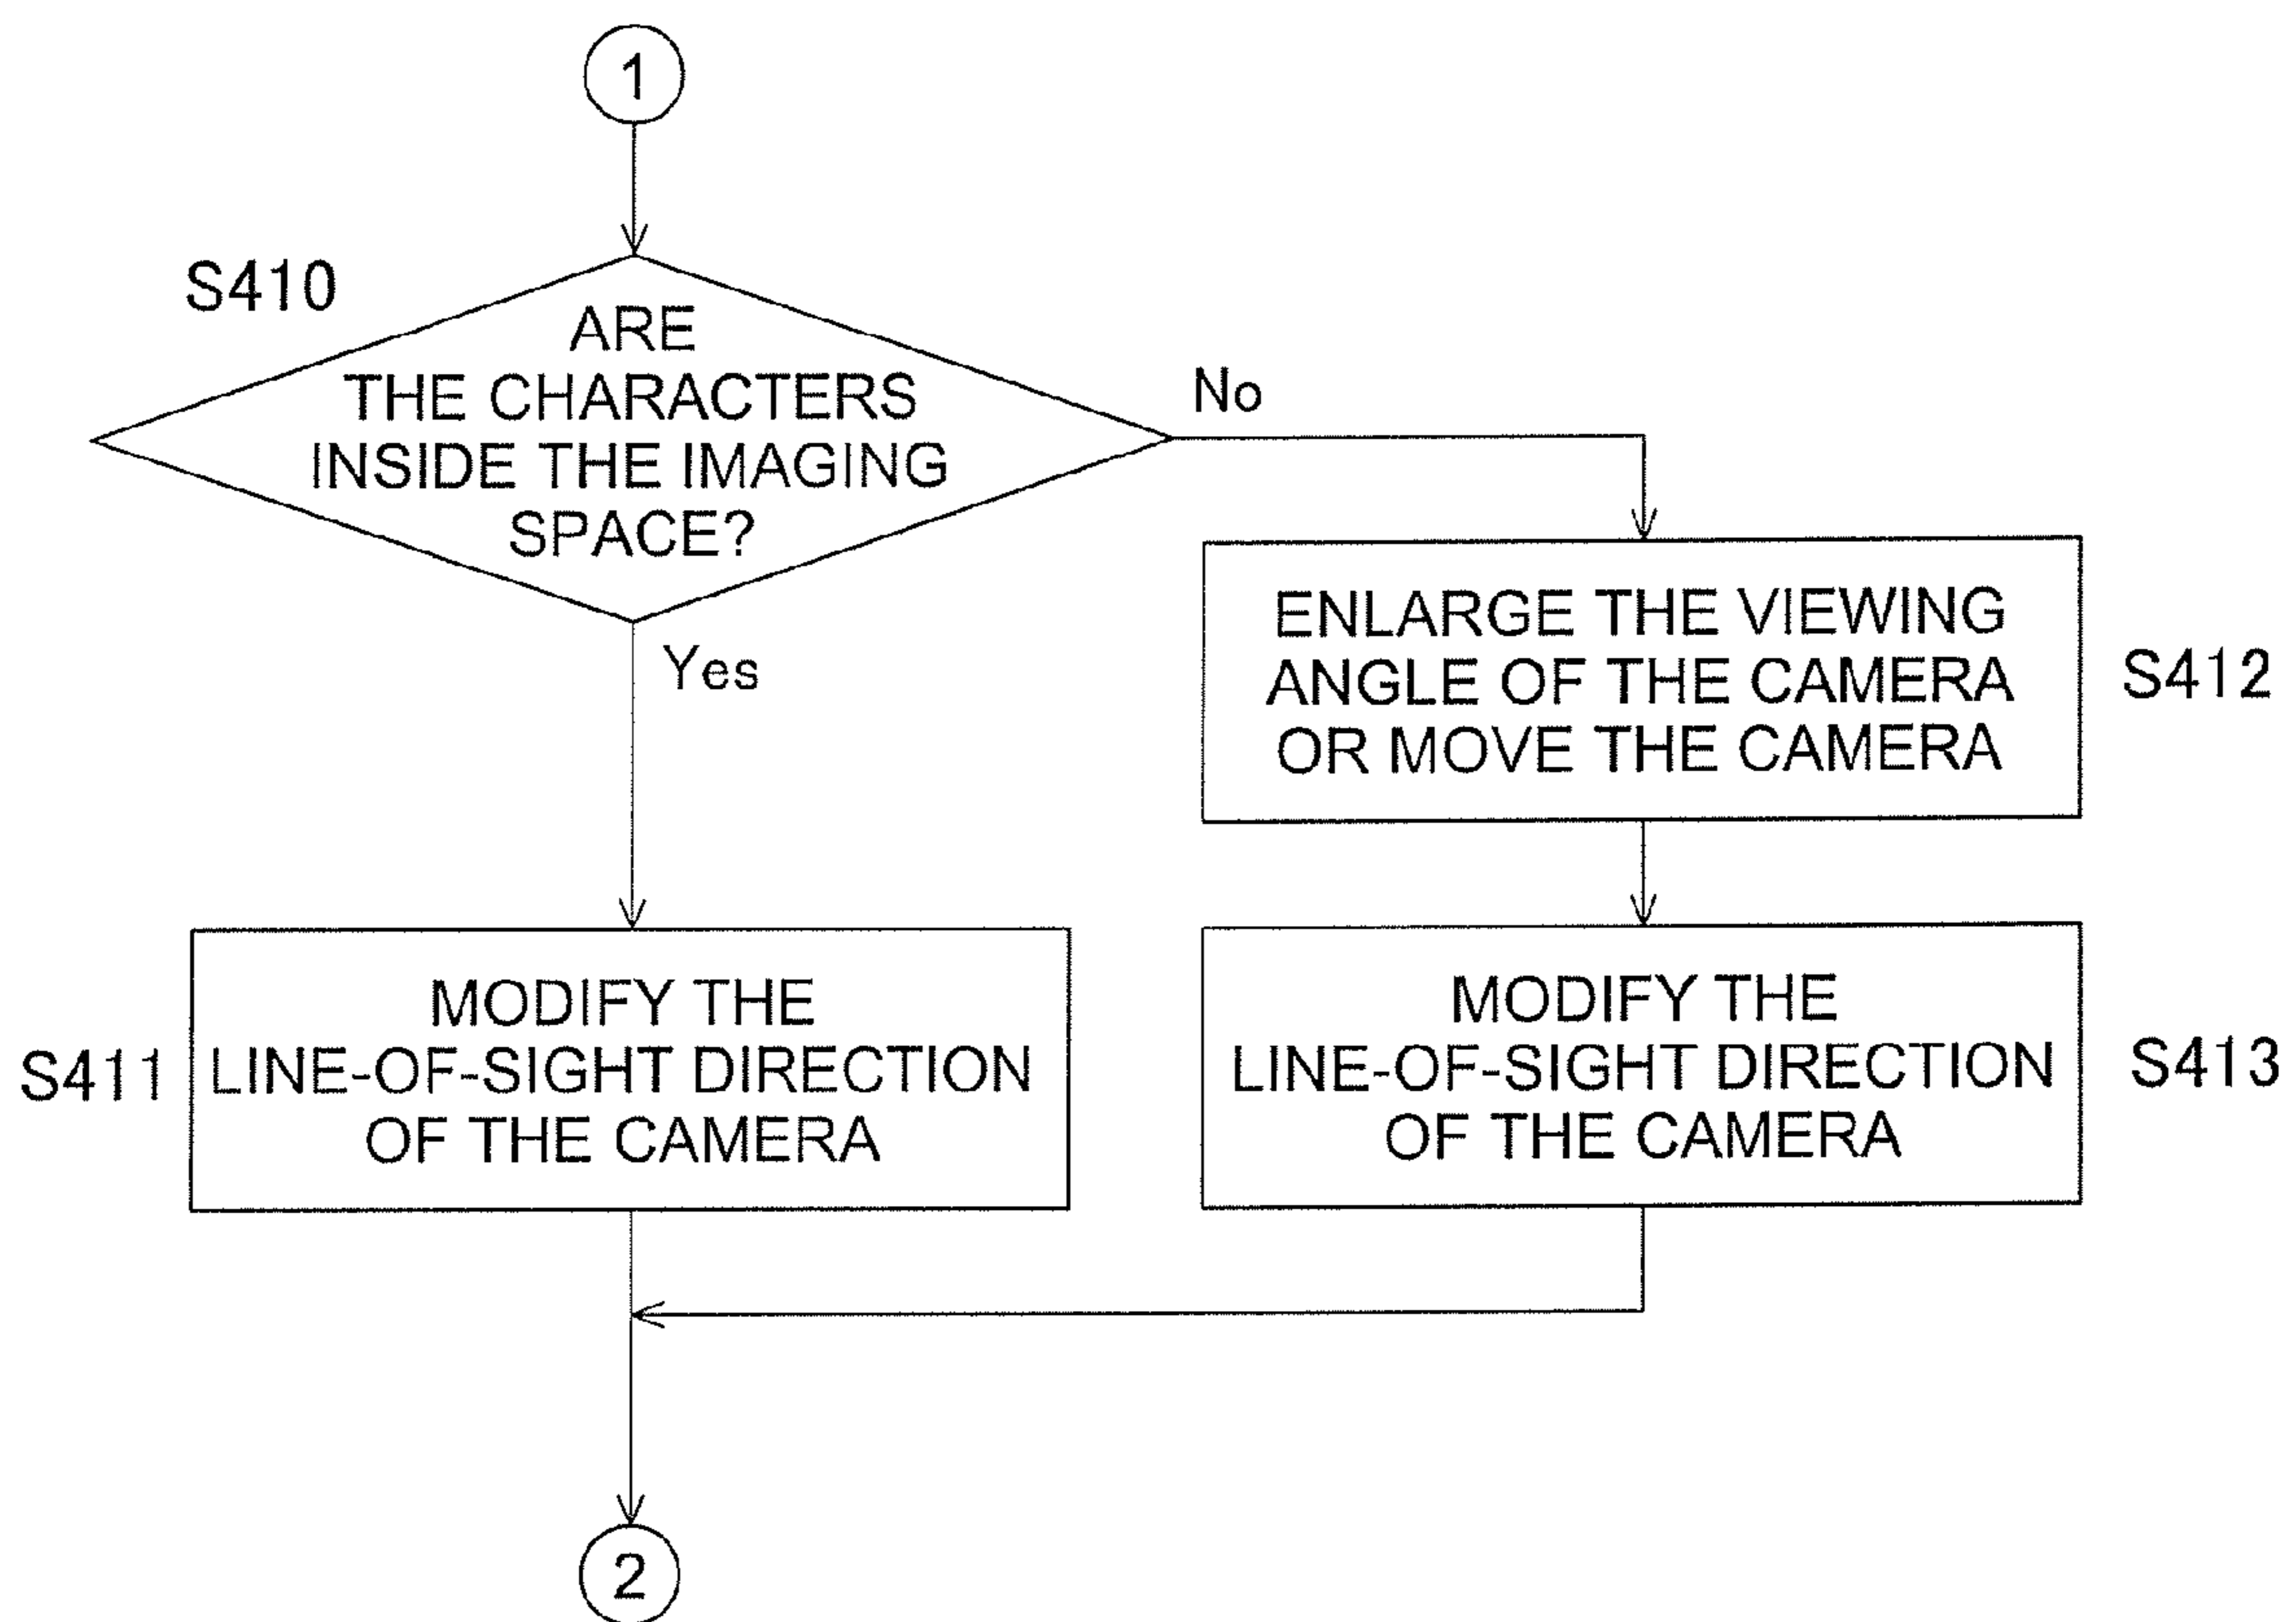 1
S410
ARE
THE CHARACTERS
INSIDE THE IMAGING
SPACE?
No
Yes
ENLARGE THE VIEWING
ANGLE OF THE CAMERA
OR MOVE THE CAMERA
S412
S411
MODIFY THE
LINE-OF-SIGHT DIRECTION
OF THE CAMERA
MODIFY THE
LINE-OF-SIGHT DIRECTION
OF THE CAMERA
S413
2